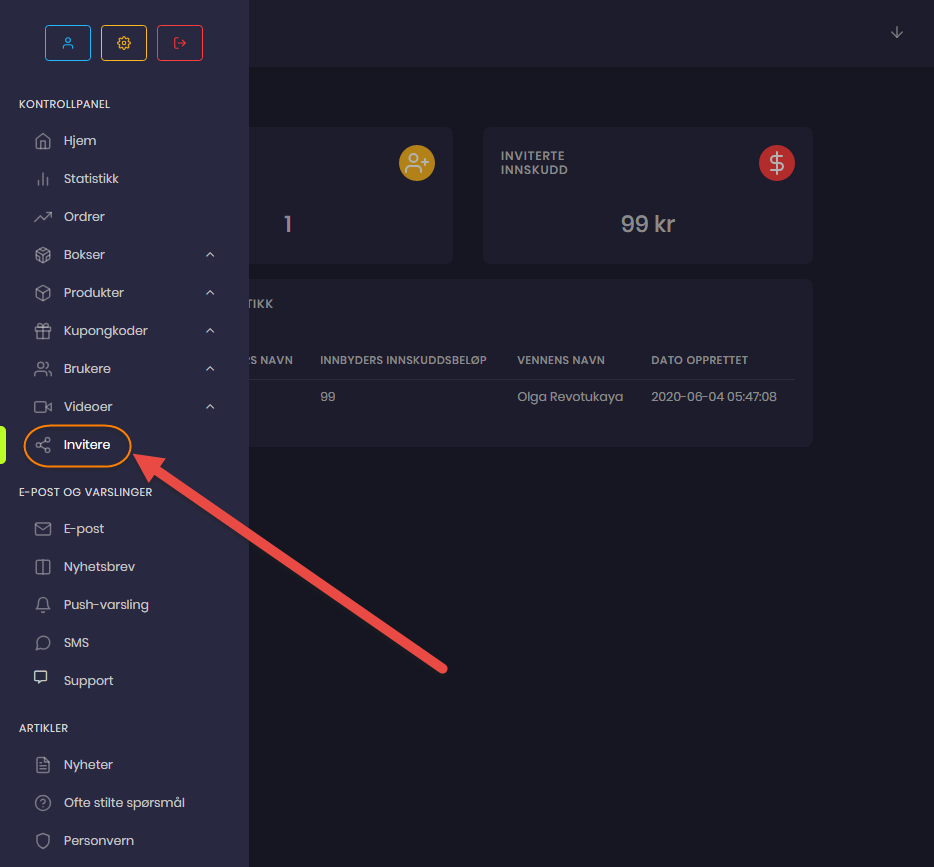 KONTROLLPANEL
Hjem
Statistikk
Ordrer
Bokser
Produkter
Kupongkoder
Brukere
Videoer
Invitere
E-POST OG VARSLINGER
E-post
Nyhetsbrev
Push-varsling
SMS
Support
ARTIKLER
Nyheter
Ofte stilte spørsmål
Personvern
1
INVITERTE
INNSKUDD
99 kr
TIKK
S NAVN INNBYDERS INNSKUDDSBELØP VENNENS NAVN DATO OPPRETTET
99 Olga Revotukaya 2020-06-04 05:47:08